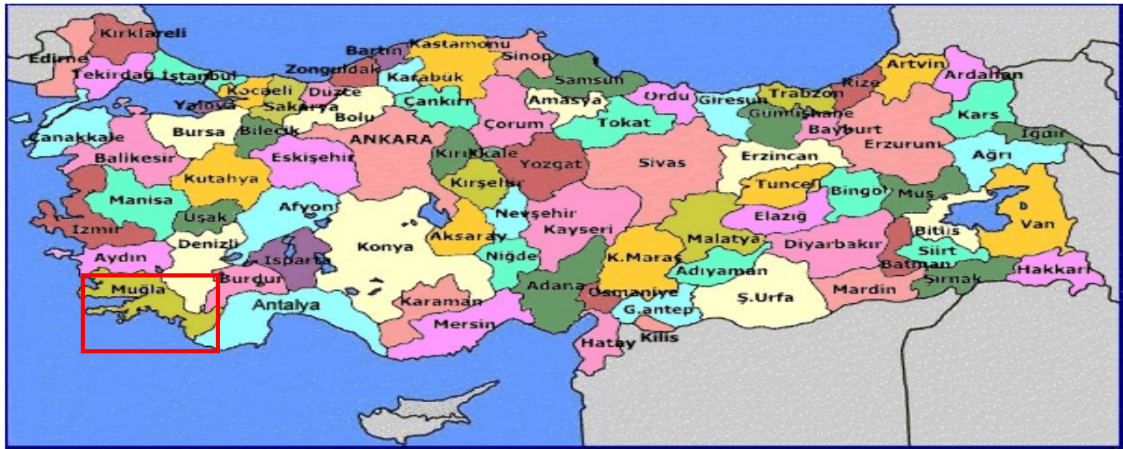 Kırklareli
Edirne
Tekirdağ
İstanbul
Kocaeli
Yalova
Sakarya
Düzce
Zonguldak
Bartın
Karabük
Kastamonu
Sinop
Samsun
Ordu
Giresun
Trabzon
Rize
Artvin
Ardahan
Çanakkale
Balikesir
Bursa
Bilecik
Bolu
Çankırı
Çorum
Amasya
Tokat
Gümüşhane
Bayburt
Erzurum
Kars
Iğdır
Ağrı
Kutahya
Eskişehir
ANKARA
Kırıkkale
Yozgat
Sivas
Erzincan
Tunceli
Bingöl
Muş
Van
Manisa
İzmir
Uşak
Afyon
Kırşehir
Nevşehir
Kayseri
Malatya
Elazığ
Diyarbakır
Bitlis
Siirt
Batman
Şırnak
Hakkari
Aydın
Denizli
Isparta
Konya
Aksaray
Niğde
K.Maraş
Adıyaman
Ş.Urfa
Mardin
Muğla
Burdur
Antalya
Karaman
Mersin
Adana
Osmaniye
G.antep
Kilis
Hatay